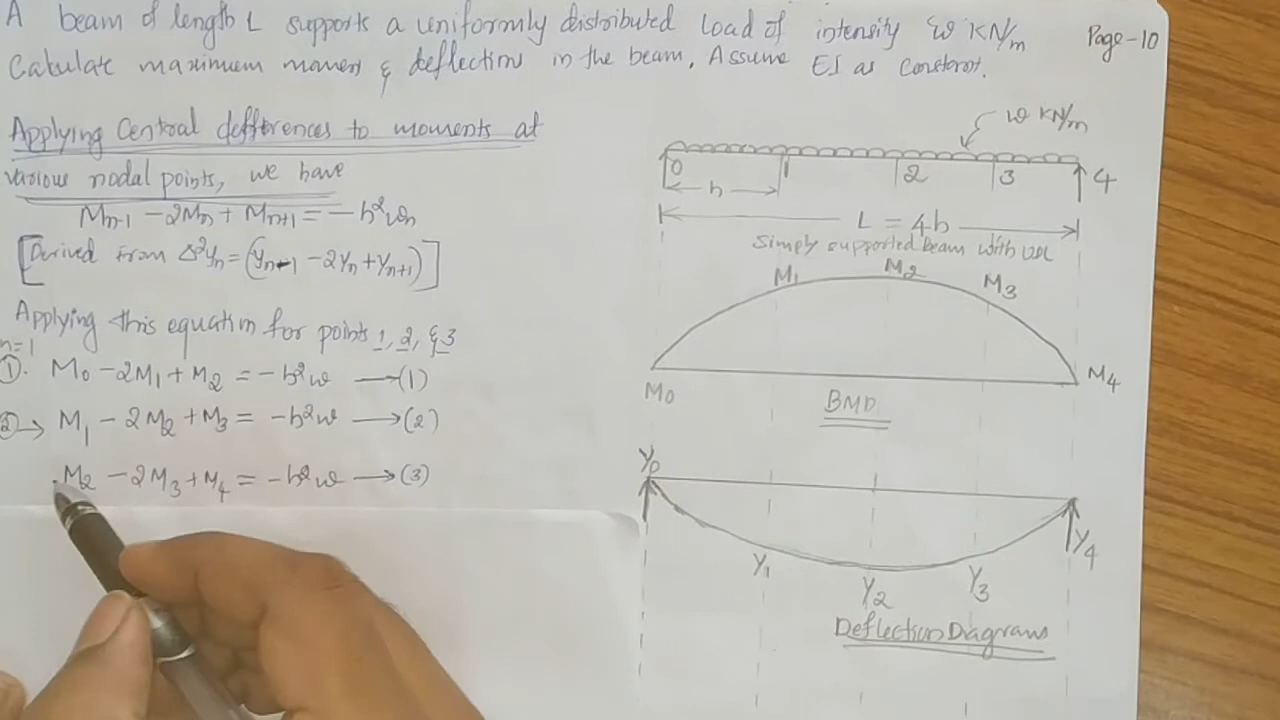 A beam of length L supports a uniformly distributed load of intensity w KN/m
Page-10
Calculate maximum moment & deflections in the beam. Assume EI as constant.
Applying Central defferences to moments at
various nodal points, we have
Mn-1 - 2Mn + Mn+1 = -h²wn
[Derived from Δ²yn = (yn-1 - 2yn + yn+1)]
Applying this equation for points 1, 2, & 3
n=1
①. M0 - 2M1 + M2 = -h²w →(1)
②→ M1 - 2M2 + M3 = -h²w →(2)
M2 - 2M3 + M4 = -h²w →(3)
w KN/m
0 1 2 3 4
h
L = 4h
Simply supported beam with UDL
M1 M2 M3
M0 M4
BMD
Y0
Y4
Y1 Y2 Y3
Deflection Diagrams